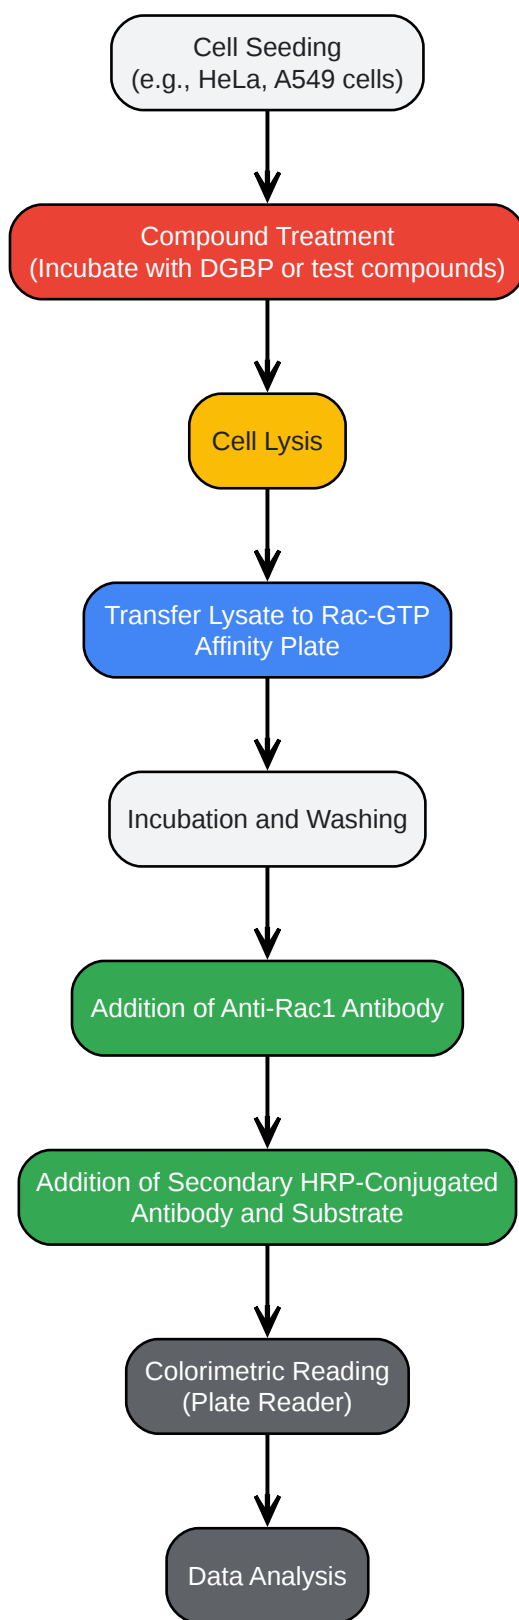 Cell Seeding
(e.g., HeLa, A549 cells)
Compound Treatment
(Incubate with DGBP or test compounds)
Cell Lysis
Transfer Lysate to Rac-GTP
Affinity Plate
Incubation and Washing
Addition of Anti-Rac1 Antibody
Addition of Secondary HRP-Conjugated
Antibody and Substrate
Colorimetric Reading
(Plate Reader)
Data Analysis